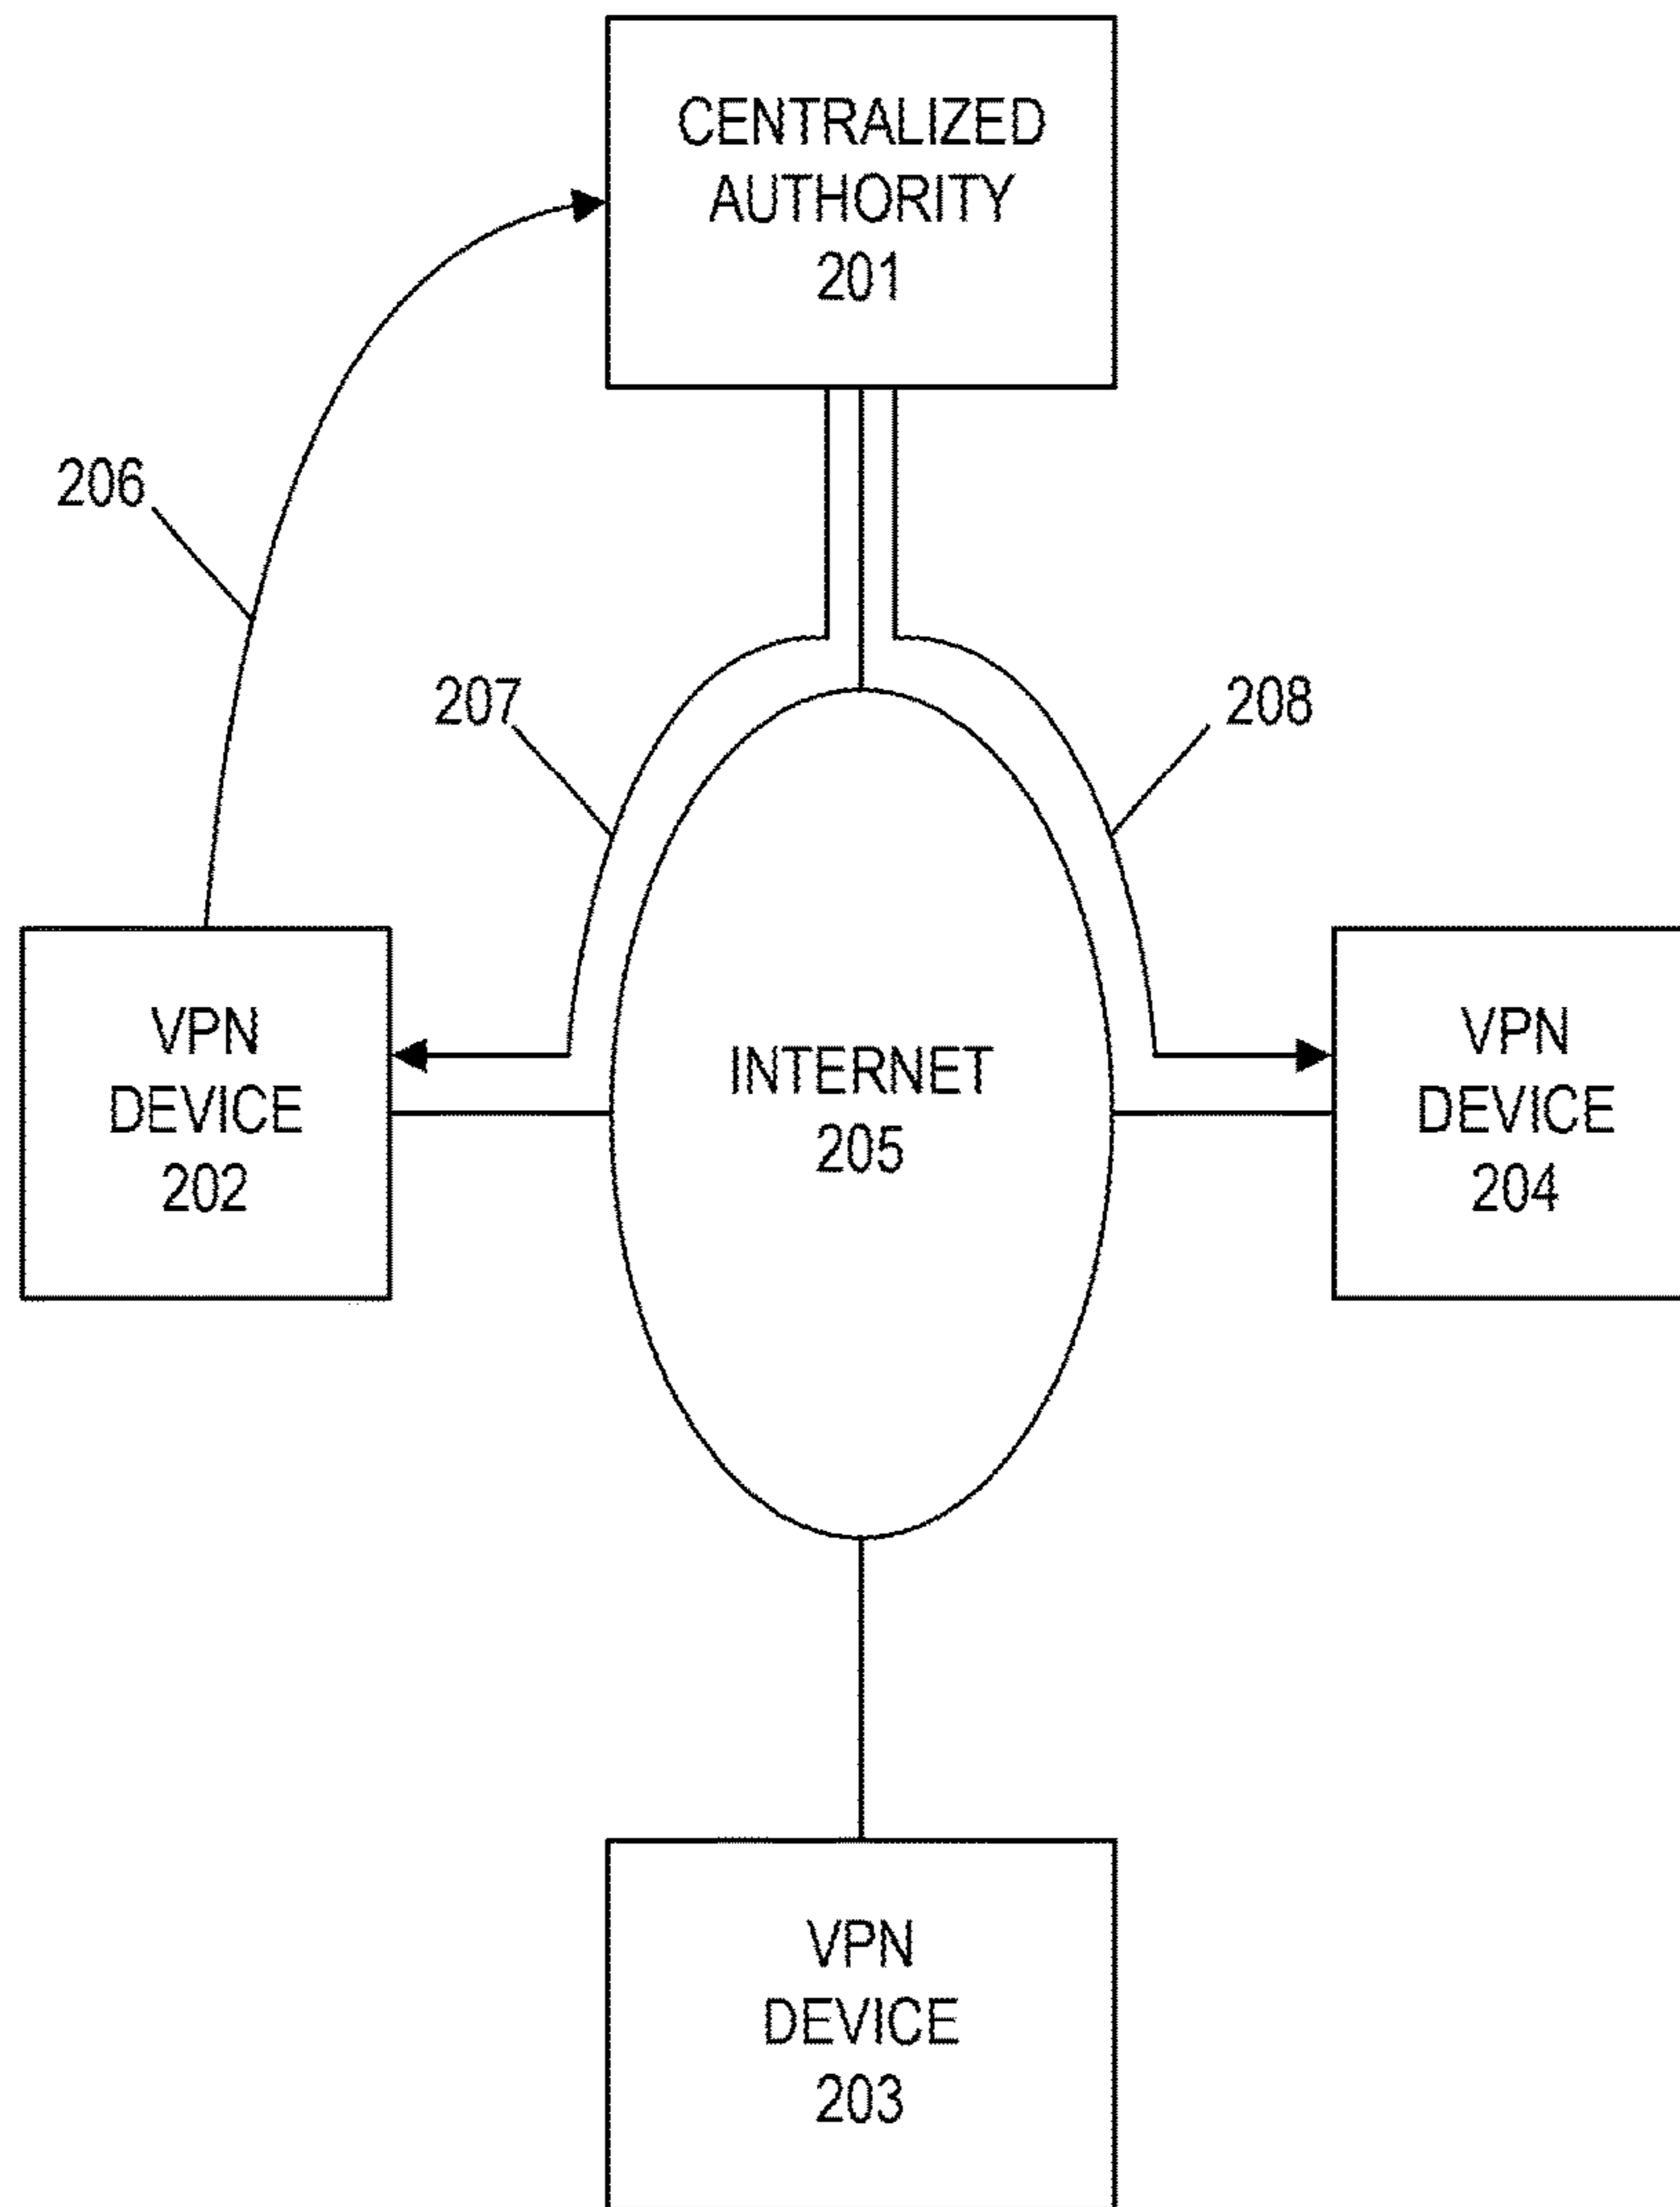 CENTRALIZED
AUTHORITY
201
206
207
208
VPN
DEVICE
202
INTERNET
205
VPN
DEVICE
204
VPN
DEVICE
203